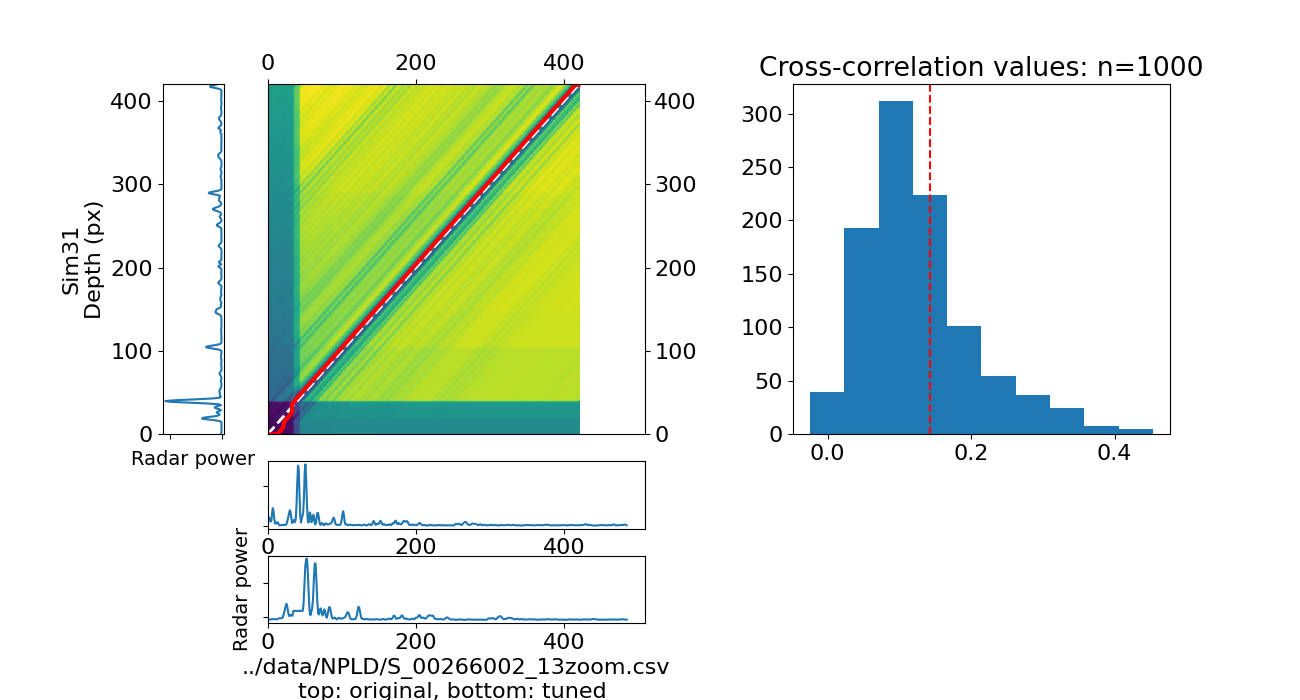 0 200 400
Cross-correlation values: n=1000
400
300
200
100
0
Sim31
Depth (px)
Radar power
400
300
200
100
0
300
250
200
150
100
50
0
0.0 0.2 0.4
0 200 400
Radar power
0 200 400
../data/NPLD/S_00266002_13zoom.csv
top: original, bottom: tuned